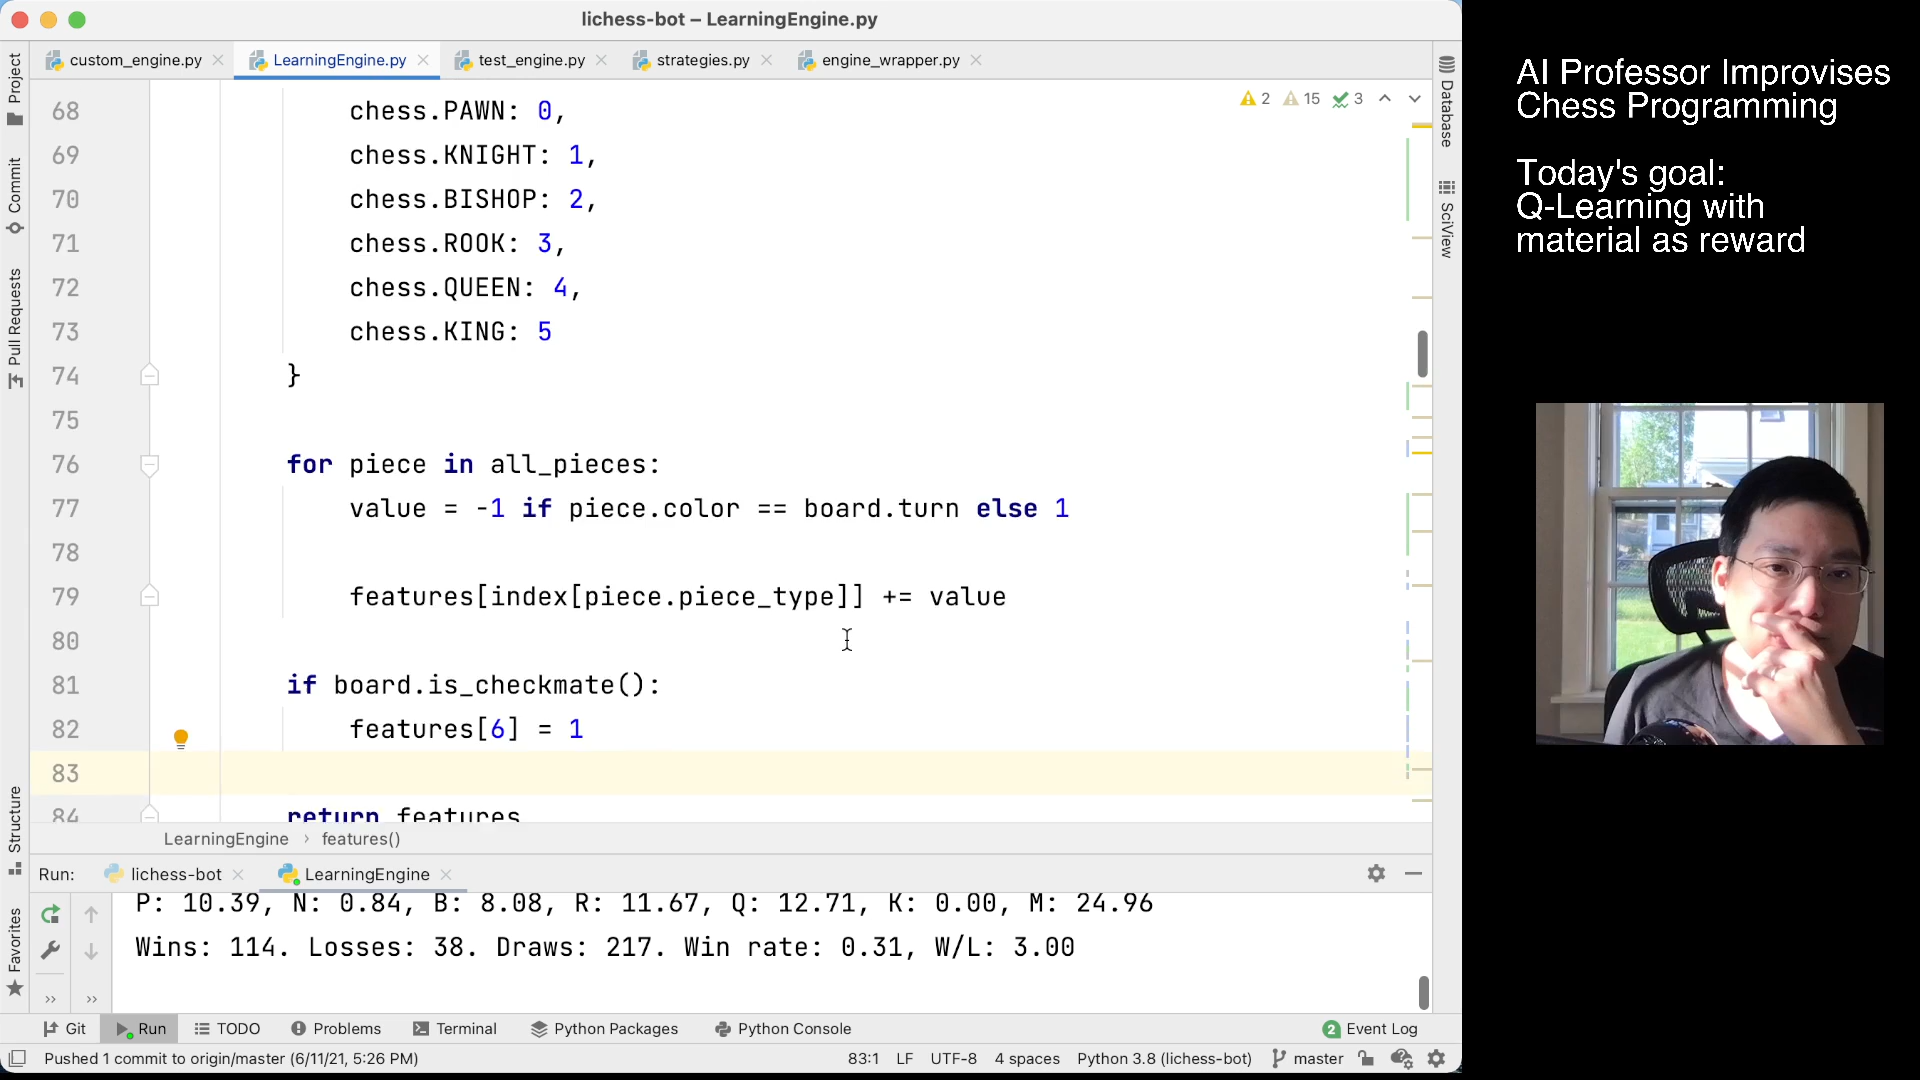 lichess-bot – LearningEngine.py
custom_engine.py
LearningEngine.py
test_engine.py
strategies.py
engine_wrapper.py
Project
Commit
Pull Requests
Structure
Favorites
Database
SciView
2 15 3
68 chess.PAWN: 0,
69 chess.KNIGHT: 1,
70 chess.BISHOP: 2,
71 chess.ROOK: 3,
72 chess.QUEEN: 4,
73 chess.KING: 5
74 }
75
76 for piece in all_pieces:
77 value = -1 if piece.color == board.turn else 1
78
79 features[index[piece.piece_type]] += value
80
81 if board.is_checkmate():
82 features[6] = 1
83
84 return features
LearningEngine › features()
Run: lichess-bot LearningEngine
P: 10.39, N: 0.84, B: 8.08, R: 11.67, Q: 12.71, K: 0.00, M: 24.96
Wins: 114. Losses: 38. Draws: 217. Win rate: 0.31, W/L: 3.00
Git Run TODO Problems Terminal Python Packages Python Console 2 Event Log
Pushed 1 commit to origin/master (6/11/21, 5:26 PM) 83:1 LF UTF-8 4 spaces Python 3.8 (lichess-bot) master
AI Professor Improvises
Chess Programming
Today's goal:
Q-Learning with
material as reward